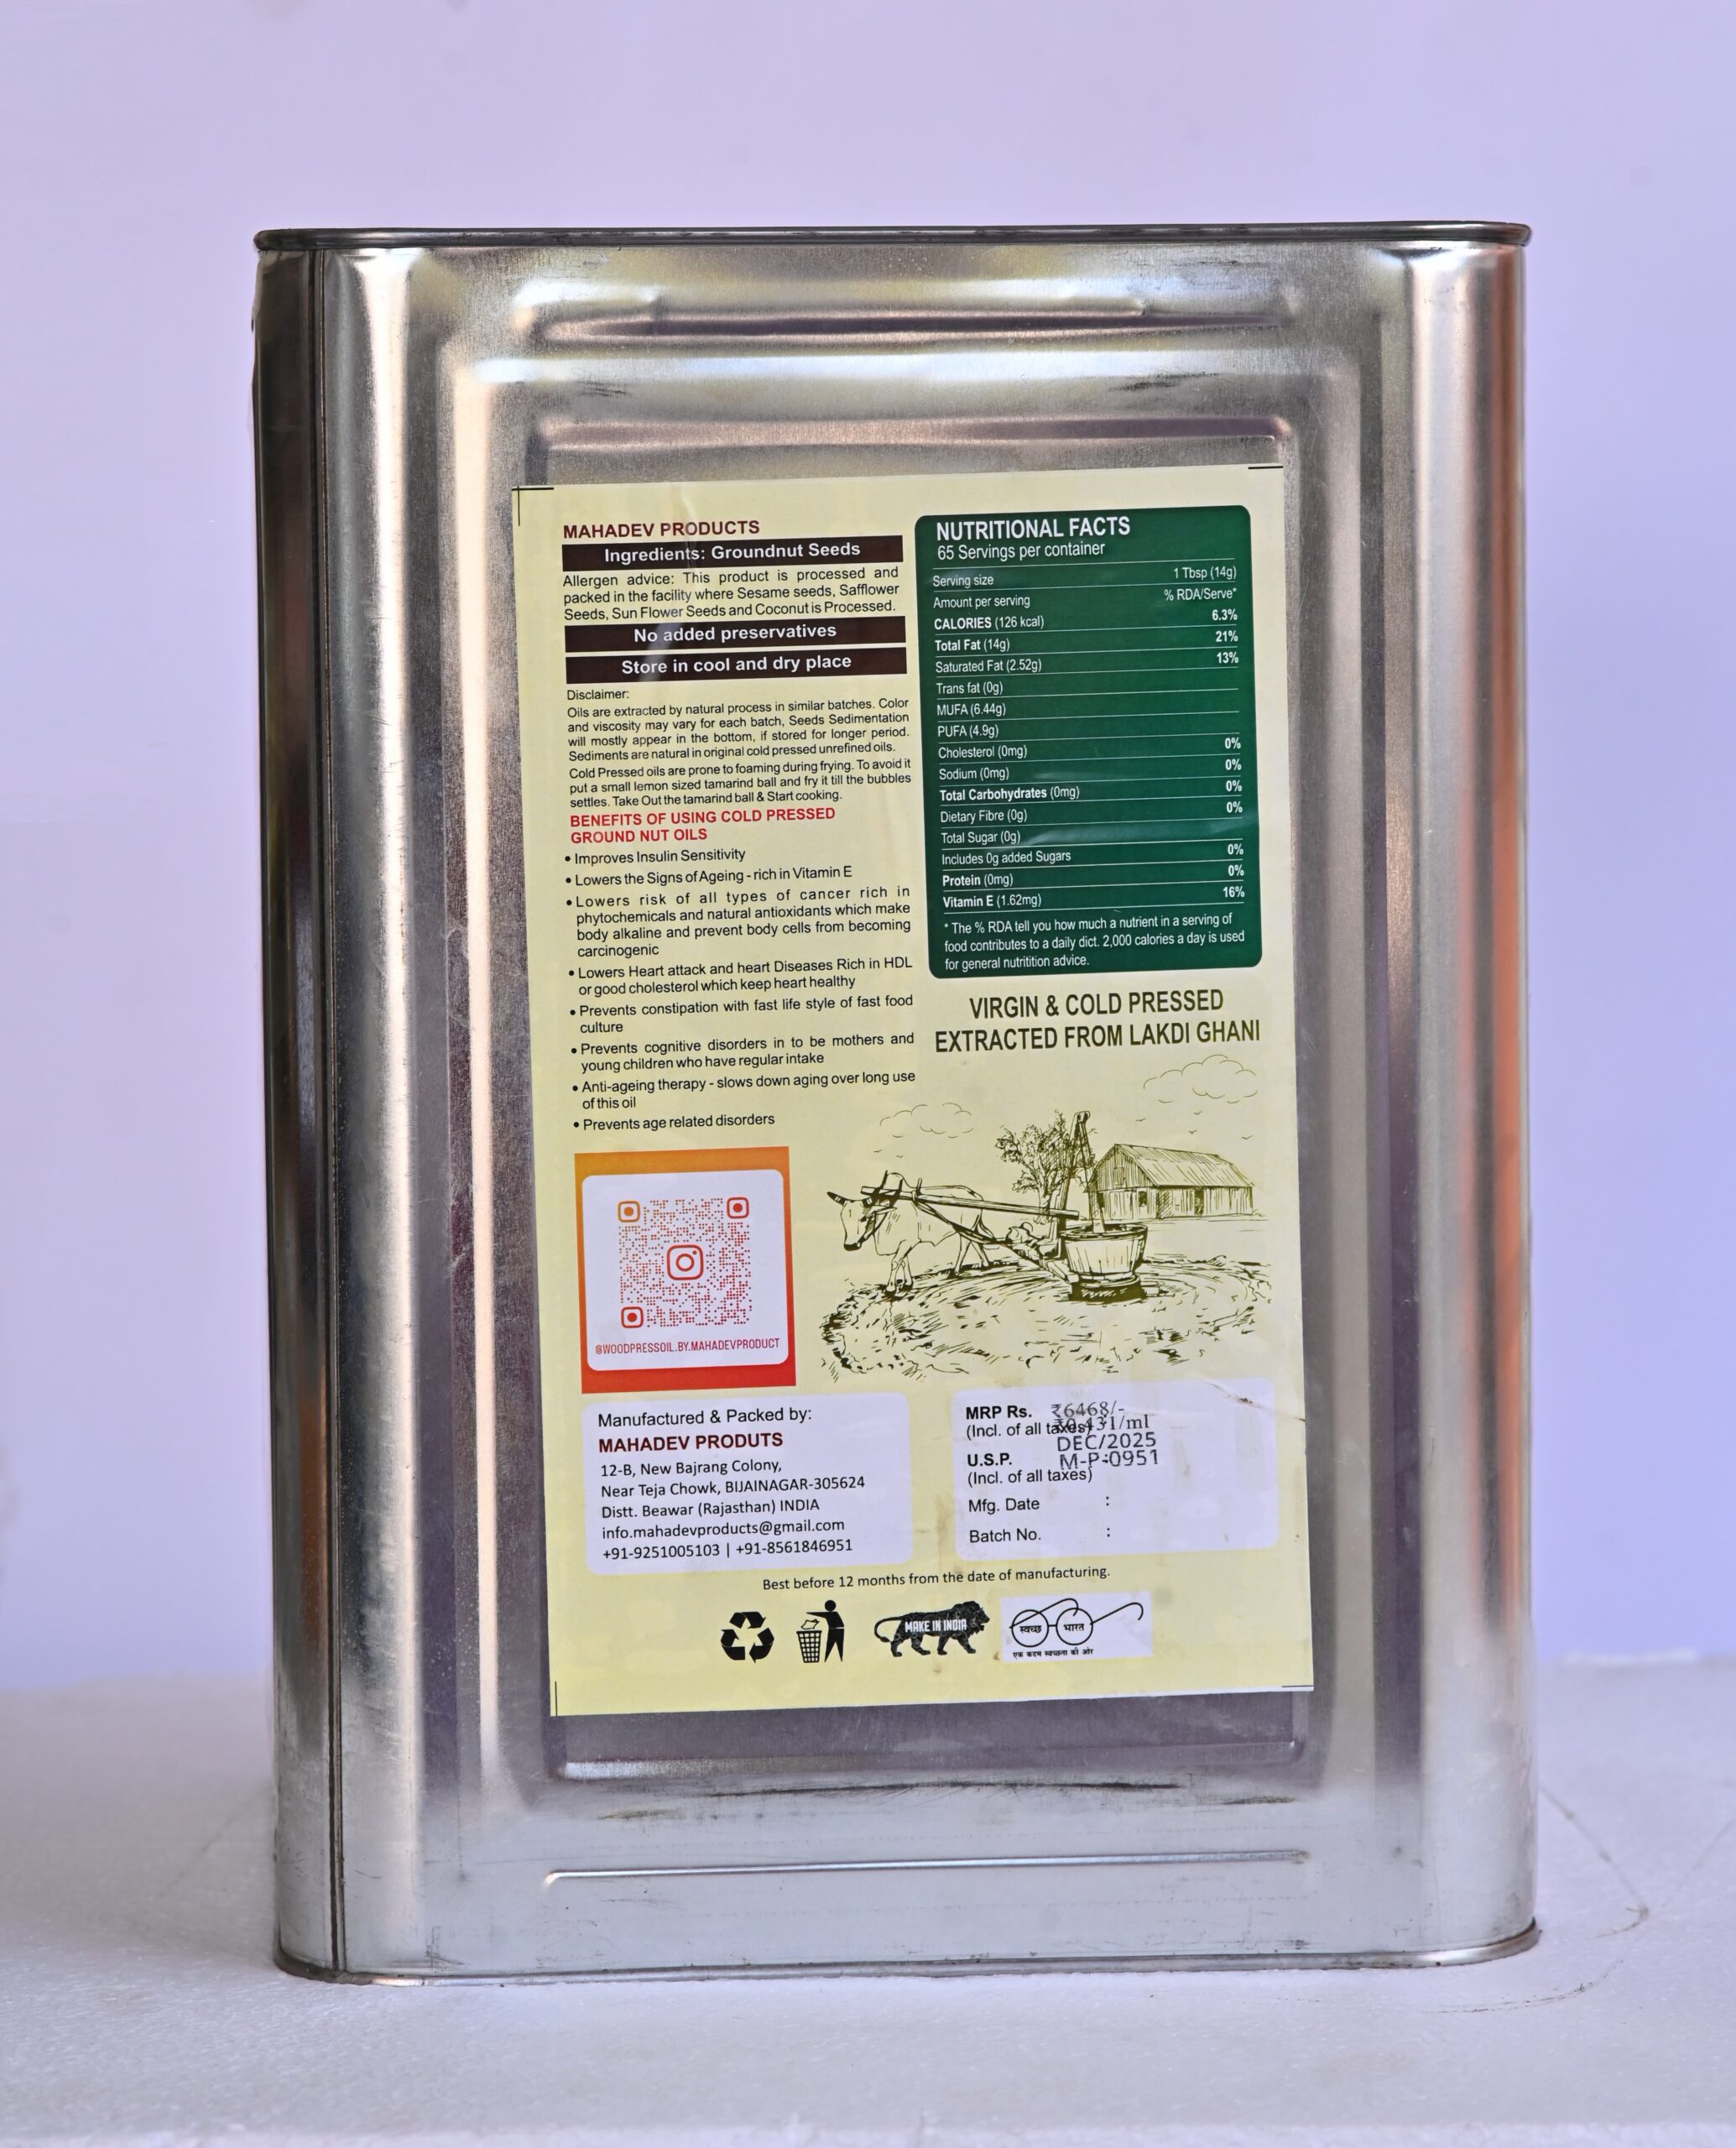 MAHADEV PRODUCTS
Ingredients: Groundnut Seeds
Allergen advice: This product is processed and
packed in the facility where Sesame seeds, Safflower
Seeds, Sun Flower Seeds and Coconut is Processed.
No added preservatives
Store in cool and dry place
Disclaimer:
Oils are extracted by natural process in similar batches. Color
and viscosity may vary for each batch, Seeds Sedimentation
will mostly appear in the bottom, if stored for longer period.
Sediments are natural in original cold pressed unrefined oils.
Cold Pressed oils are prone to foaming during frying. To avoid it
put a small lemon sized tamarind ball and fry it till the bubbles
settles. Take Out the tamarind ball & Start cooking.
BENEFITS OF USING COLD PRESSED
GROUND NUT OILS
• Improves Insulin Sensitivity
• Lowers the Signs of Ageing - rich in Vitamin E
• Lowers risk of all types of cancer rich in
phytochemicals and natural antioxidants which make
body alkaline and prevent body cells from becoming
carcinogenic
• Lowers Heart attack and heart Diseases Rich in HDL
or good cholesterol which keep heart healthy
• Prevents constipation with fast life style of fast food
culture
• Prevents cognitive disorders in to be mothers and
young children who have regular intake
• Anti-ageing therapy - slows down aging over long use
of this oil
• Prevents age related disorders
@WOODPRESSOIL.BY.MAHADEVPRODUCT
NUTRITIONAL FACTS
65 Servings per container
Serving size 1 Tbsp (14g)
Amount per serving % RDA/Serve*
CALORIES (126 kcal) 6.3%
Total Fat (14g) 21%
Saturated Fat (2.52g) 13%
Trans fat (0g)
MUFA (6.44g)
PUFA (4.9g)
Cholesterol (0mg) 0%
Sodium (0mg) 0%
Total Carbohydrates (0mg) 0%
Dietary Fibre (0g) 0%
Total Sugar (0g)
Includes 0g added Sugars 0%
Protein (0mg) 0%
Vitamin E (1.62mg) 16%
* The % RDA tell you how much a nutrient in a serving of
food contributes to a daily dict. 2,000 calories a day is used
for general nutritition advice.
VIRGIN & COLD PRESSED
EXTRACTED FROM LAKDI GHANI
Manufactured & Packed by:
MAHADEV PRODUTS
12-B, New Bajrang Colony,
Near Teja Chowk, BIJAINAGAR-305624
Distt. Beawar (Rajasthan) INDIA
info.mahadevproducts@gmail.com
+91-9251005103 | +91-8561846951
MRP Rs. ₹6468/-
(Incl. of all taxes) ₹0.431/ml
DEC/2025
U.S.P. M-P-0951
(Incl. of all taxes)
Mfg. Date :
Batch No. :
Best before 12 months from the date of manufacturing.
MAKE IN INDIA
स्वच्छ भारत
एक कदम स्वच्छता की ओर